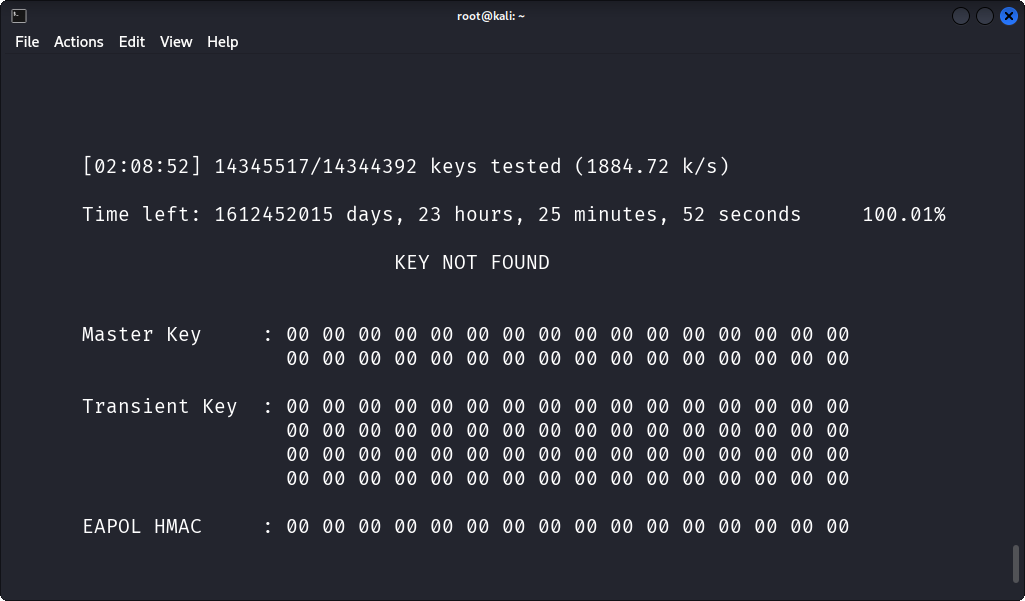 root@kali: ~
File Actions Edit View Help
[02:08:52] 14345517/14344392 keys tested (1884.72 k/s)
Time left: 1612452015 days, 23 hours, 25 minutes, 52 seconds 100.01%
KEY NOT FOUND
Master Key : 00 00 00 00 00 00 00 00 00 00 00 00 00 00 00 00
00 00 00 00 00 00 00 00 00 00 00 00 00 00 00 00
Transient Key : 00 00 00 00 00 00 00 00 00 00 00 00 00 00 00 00
00 00 00 00 00 00 00 00 00 00 00 00 00 00 00 00
00 00 00 00 00 00 00 00 00 00 00 00 00 00 00 00
00 00 00 00 00 00 00 00 00 00 00 00 00 00 00 00
EAPOL HMAC : 00 00 00 00 00 00 00 00 00 00 00 00 00 00 00 00